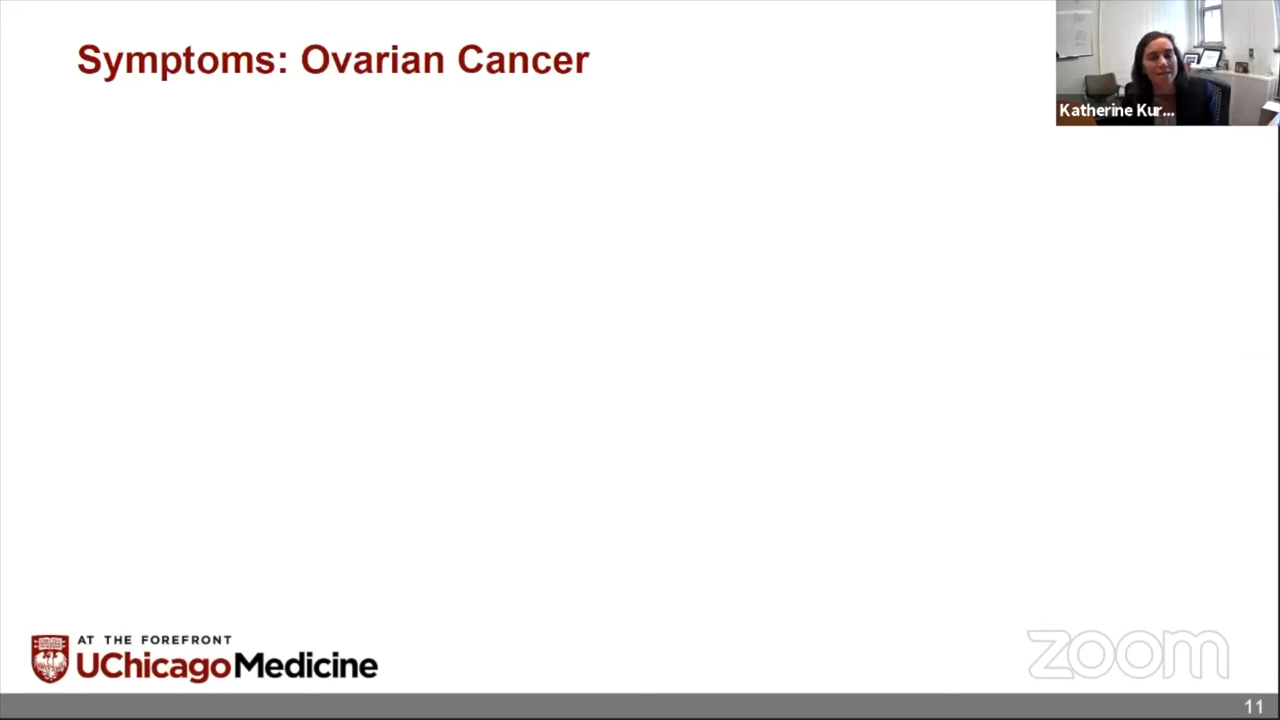 Symptoms: Ovarian Cancer
Katherine Kur...
AT THE FOREFRONT
UChicagoMedicine
zoom
11